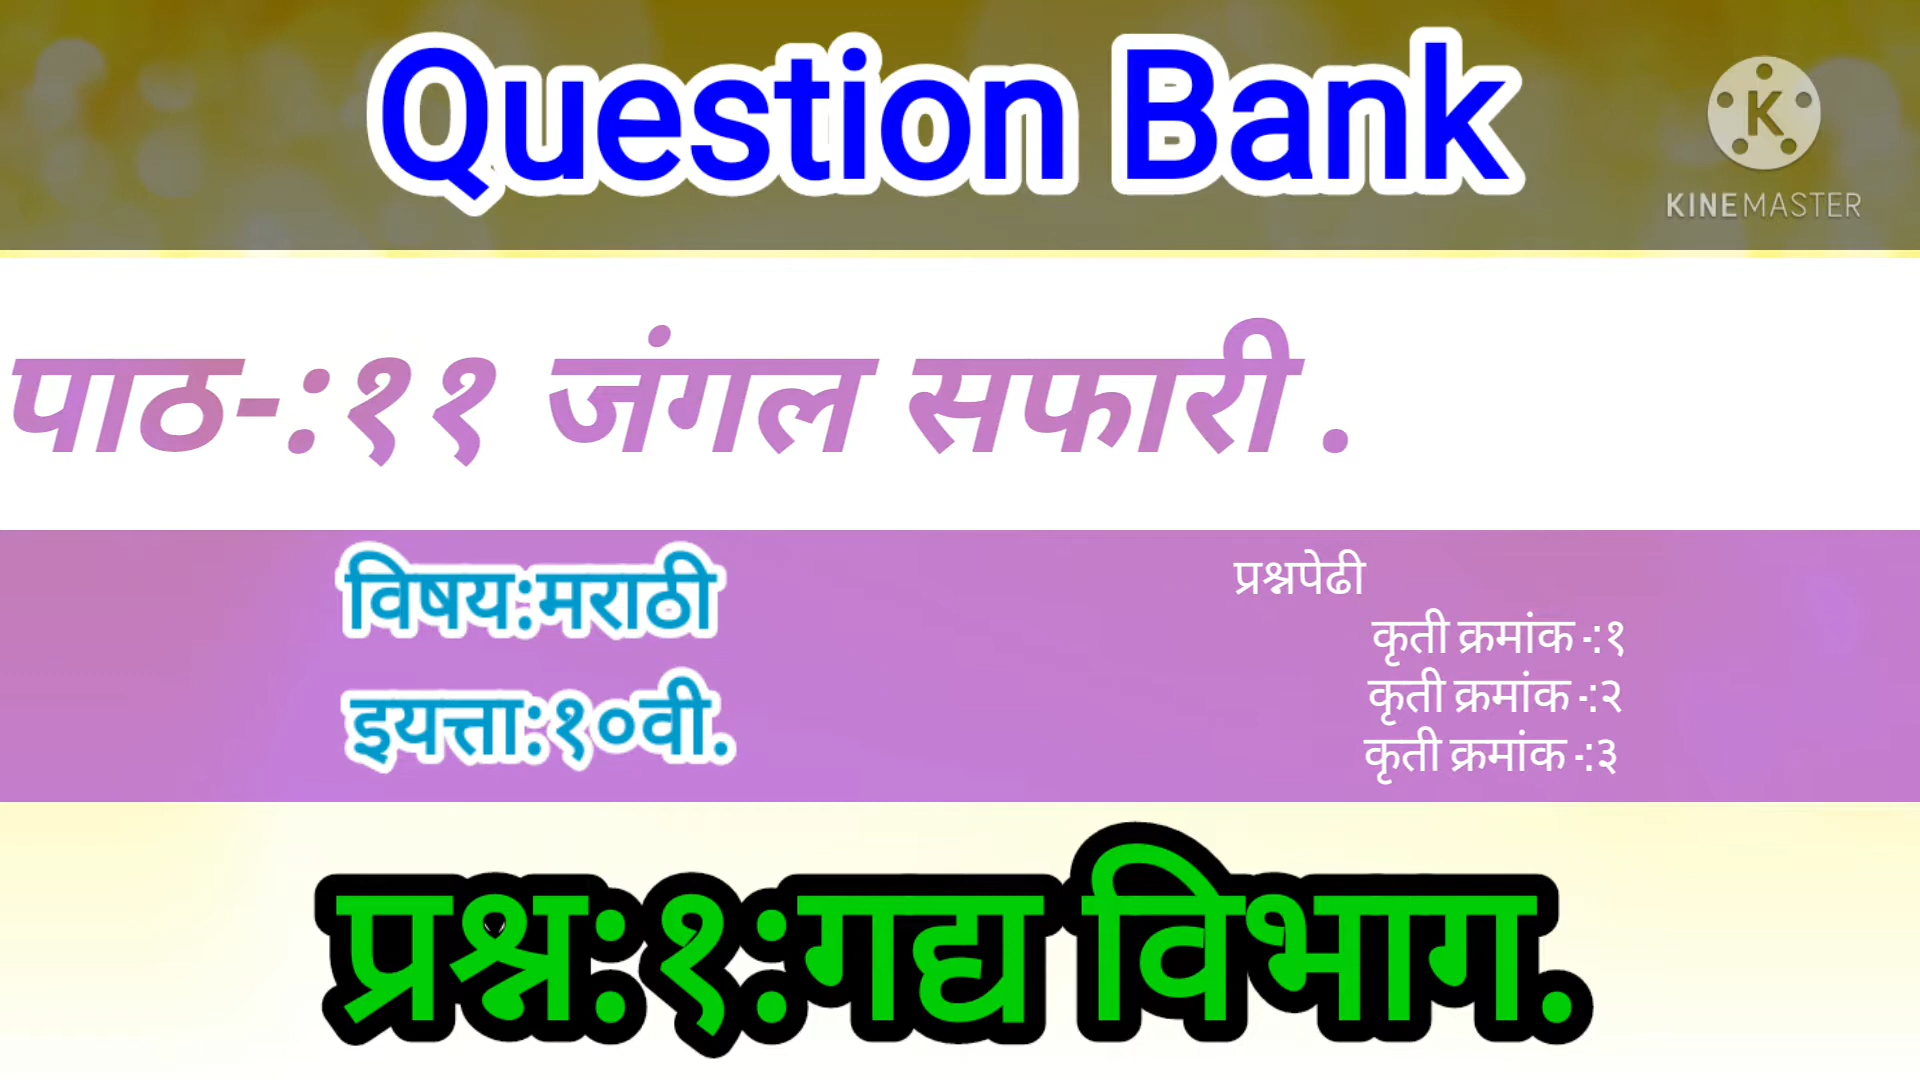 Question Bank
KINEMASTER
पाठ-:११ जंगल सफारी .
विषय:मराठी
इयत्ता:१०वी.
प्रश्नपेढी
कृती क्रमांक -:१
कृती क्रमांक -:२
कृती क्रमांक -:३
प्रश्न:१:गद्य विभाग.